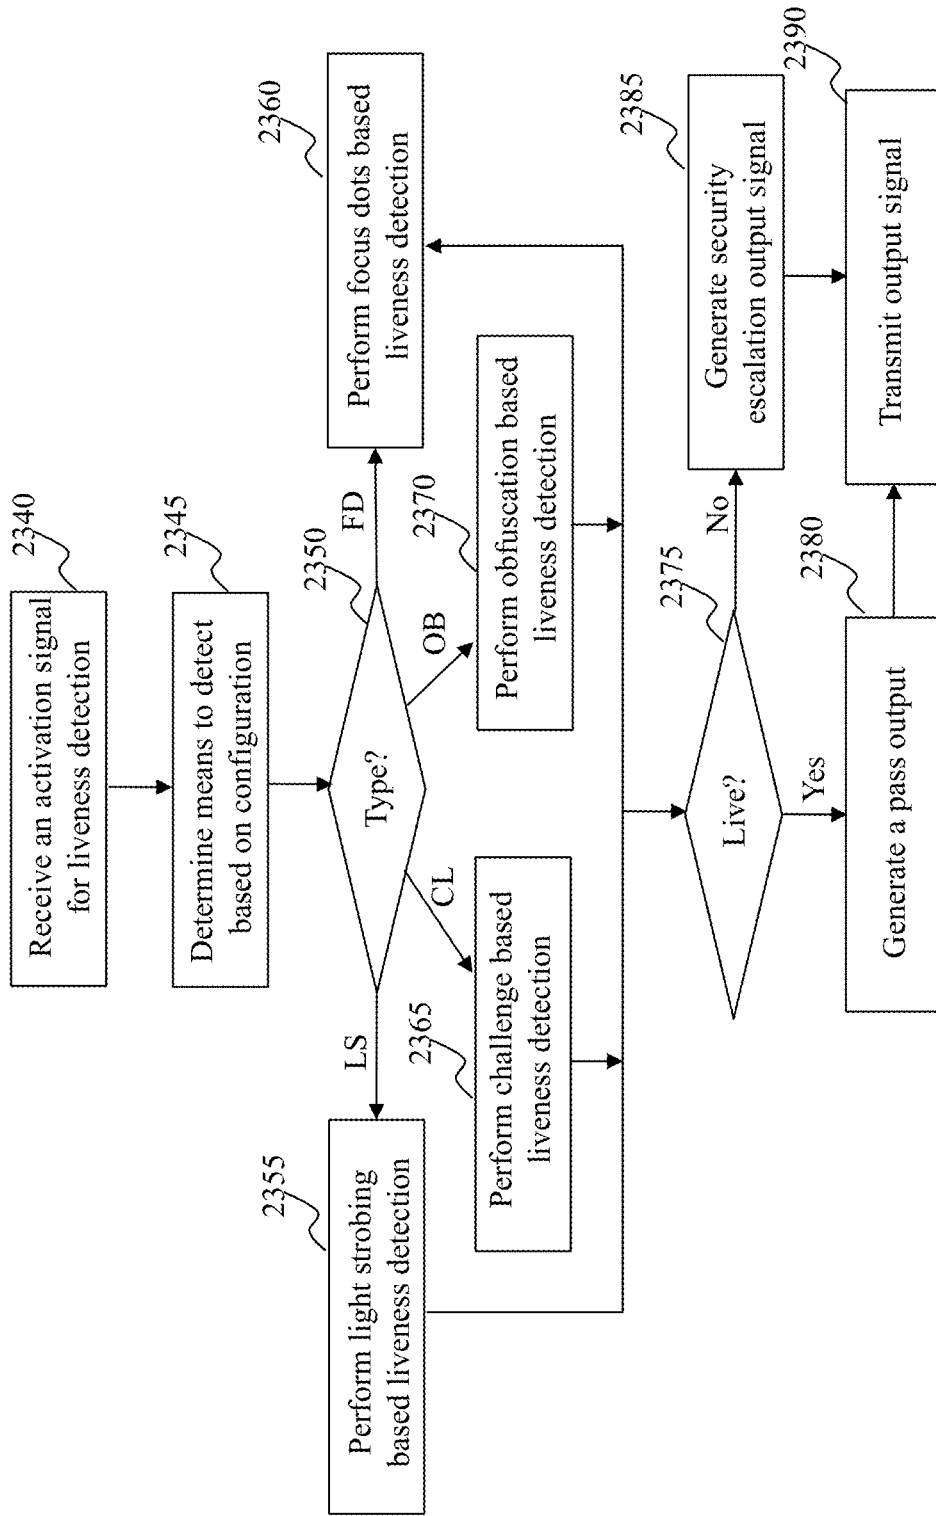 2340
Receive an activation signal
for liveness detection
2345
Determine means to detect
based on configuration
2350
Type?
LS
CL
OB
FD
2355
Perform light strobing
based liveness detection
2365
Perform challenge based
liveness detection
2370
Perform obfuscation based
liveness detection
2360
Perform focus dots based
liveness detection
2375
Live?
No
Yes
2385
Generate security
escalation output signal
2380
Generate a pass output
2390
Transmit output signal